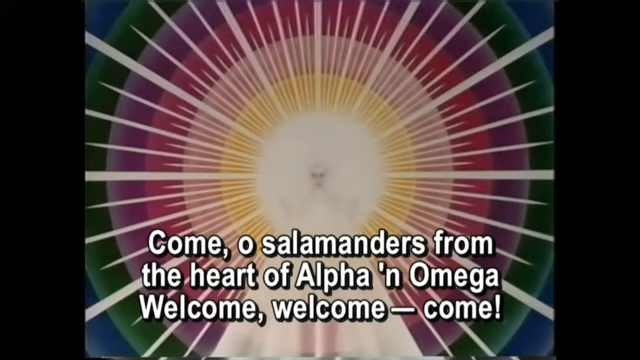 Come, o salamanders from
the heart of Alpha 'n Omega
Welcome, welcome — come!